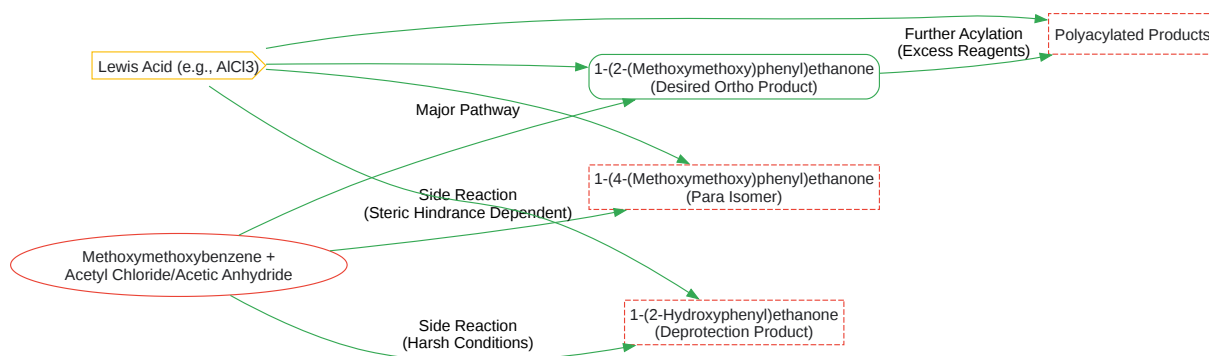 Lewis Acid (e.g., AlCl3)
Further Acylation
(Excess Reagents)
Polyacylated Products
1-(2-(Methoxymethoxy)phenyl)ethanone
(Desired Ortho Product)
Major Pathway
1-(4-(Methoxymethoxy)phenyl)ethanone
(Para Isomer)
Side Reaction
(Steric Hindrance Dependent)
Methoxymethoxybenzene +
Acetyl Chloride/Acetic Anhydride
1-(2-Hydroxyphenyl)ethanone
(Deprotection Product)
Side Reaction
(Harsh Conditions)